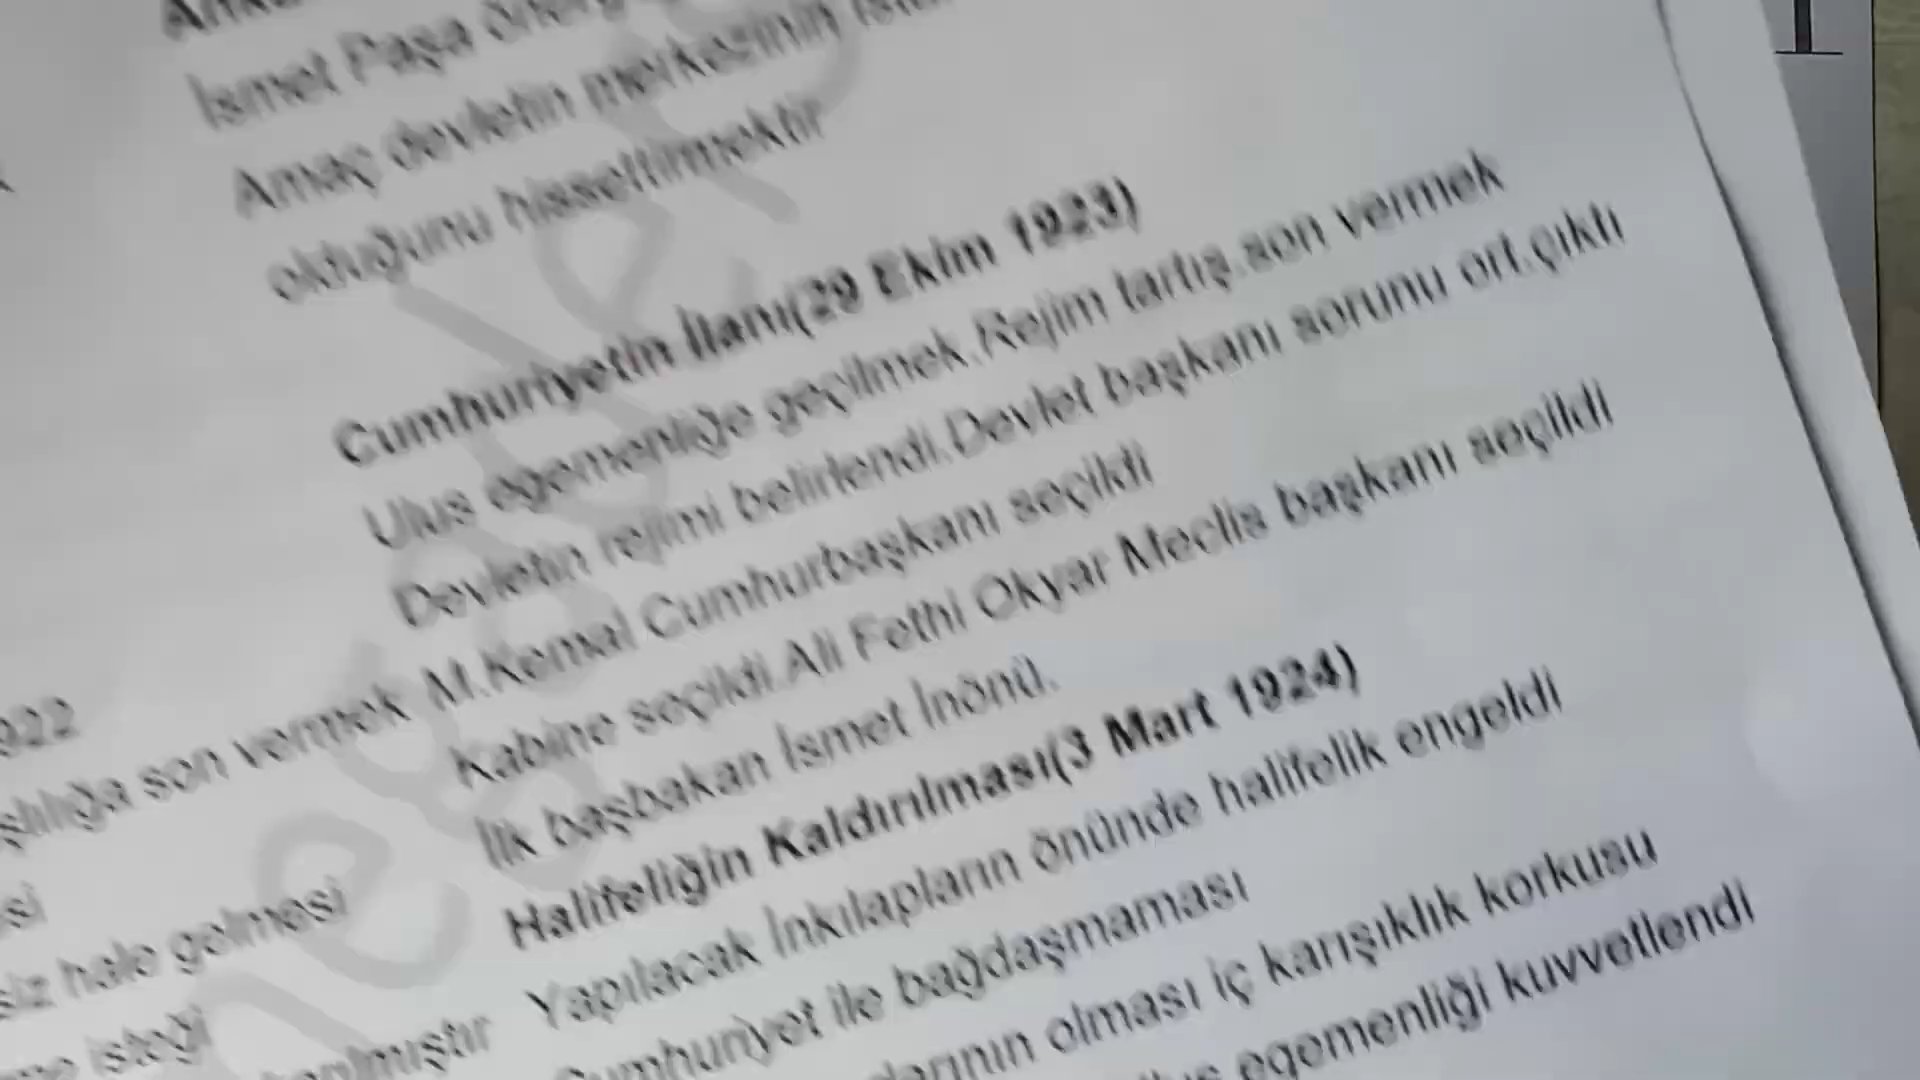 İsmet Paşa
Amaç devletin merkezinin
olduğunu hissettirmektir
Cumhuriyetin İlanı(29 Ekim 1923)
Ulus egemenliğe geçilmek.Rejim tartış.son vermek
Devletin rejimi belirlendi.Devlet başkanı sorunu ort.çıktı
M.Kemal Cumhurbaşkanı seçildi
Kabine seçildi.Ali Fethi Okyar Meclis başkanı seçildi
İlk başbakan İsmet İnönü.
Halifeliğin Kaldırılması(3 Mart 1924)
Yapılacak İnkılapların önünde halifelik engeldi
Cumhuriyet ile bağdaşmaması
olması iç karışıklık korkusu
egemenliği kuvvetlendi
922
son vermek
hale gelmesi
isteği